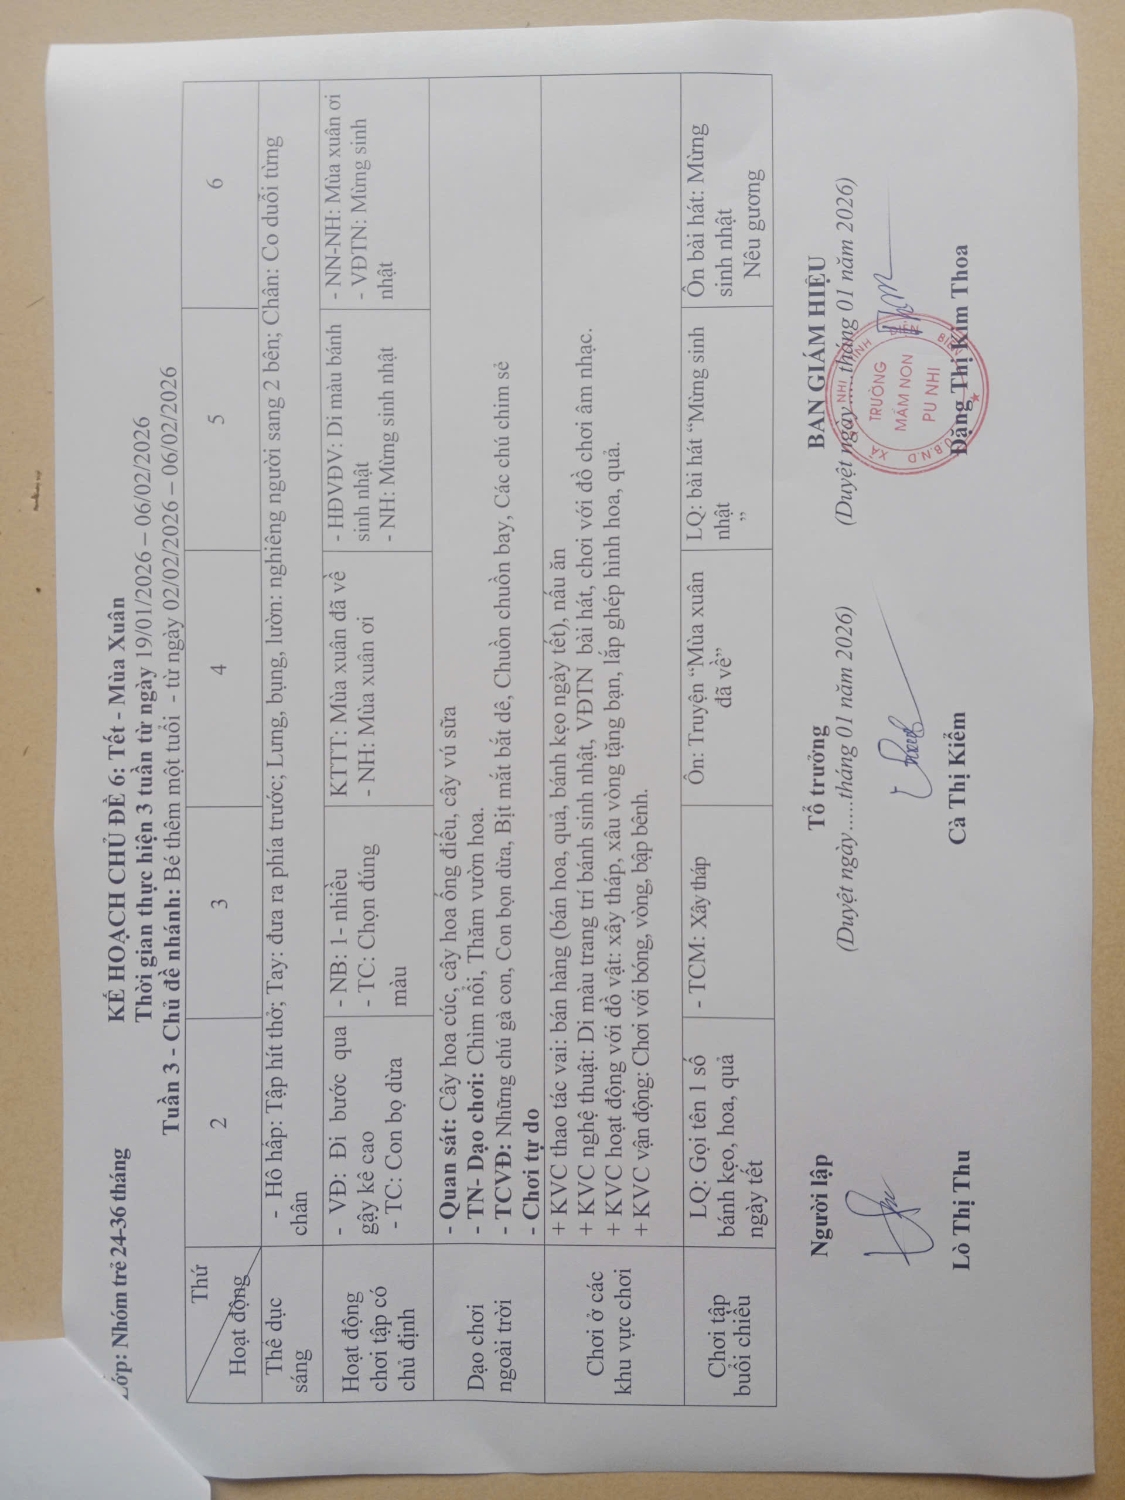 Lớp: Nhóm trẻ 24-36 tháng
KẾ HOẠCH CHỦ ĐỀ 6: Tết - Mùa Xuân
Thời gian thực hiện 3 tuần từ ngày 19/01/2026 – 06/02/2026
Tuần 3 - Chủ đề nhánh: Bé thêm một tuổi - từ ngày 02/02/2026 – 06/02/2026
Thứ
Hoạt động
2
3
4
5
6
Thể dục
sáng
- Hô hấp: Tập hít thở; Tay: đưa ra phía trước; Lưng, bụng, lườn: nghiêng người sang 2 bên; Chân: Co duỗi từng
chân
Hoạt động
chơi tập có
chủ định
- VĐ: Đi bước qua
gậy kê cao
- TC: Con bọ dừa
- NB: 1- nhiều
- TC: Chọn đúng
màu
KTTT: Mùa xuân đã về
- NH: Mùa xuân ơi
- HĐVĐV: Di màu bánh
sinh nhật
- NH: Mừng sinh nhật
- NN-NH: Mùa xuân ơi
- VĐTN: Mừng sinh
nhật
Dạo chơi
ngoài trời
- Quan sát: Cây hoa cúc, cây hoa ống điếu, cây vú sữa
- TN- Dạo chơi: Chìm nổi, Thăm vườn hoa.
- TCVĐ: Những chú gà con, Con bọn dừa, Bịt mắt bắt dê, Chuồn chuồn bay, Các chú chim sẻ
- Chơi tự do
Chơi ở các
khu vực chơi
+ KVC thao tác vai: bán hàng (bán hoa, quả, bánh kẹo ngày tết), nấu ăn
+ KVC nghệ thuật: Di màu trang trí bánh sinh nhật, VĐTN bài hát, chơi với đồ chơi âm nhạc.
+ KVC hoạt động với đồ vật: xây tháp, xâu vòng tặng bạn, lắp ghép hình hoa, quả.
+ KVC vận động: Chơi với bóng, vòng, bập bênh.
Chơi tập
buổi chiều
LQ: Gọi tên 1 số
bánh kẹo, hoa, quả
ngày tết
- TCM: Xây tháp
Ôn: Truyện “Mùa xuân
đã về”
LQ: bài hát “Mừng sinh
nhật
”
Ôn bài hát: Mừng
sinh nhật
Nêu gương
Người lập
Lò Thị Thu
Tổ trưởng
(Duyệt ngày.....tháng 01 năm 2026)
Cà Thị Kiểm
BAN GIÁM HIỆU
(Duyệt ngày.....tháng 01 năm 2026)
TRƯỜNG
MẦM NON
PU NHI
Đặng Thị Kim Thoa